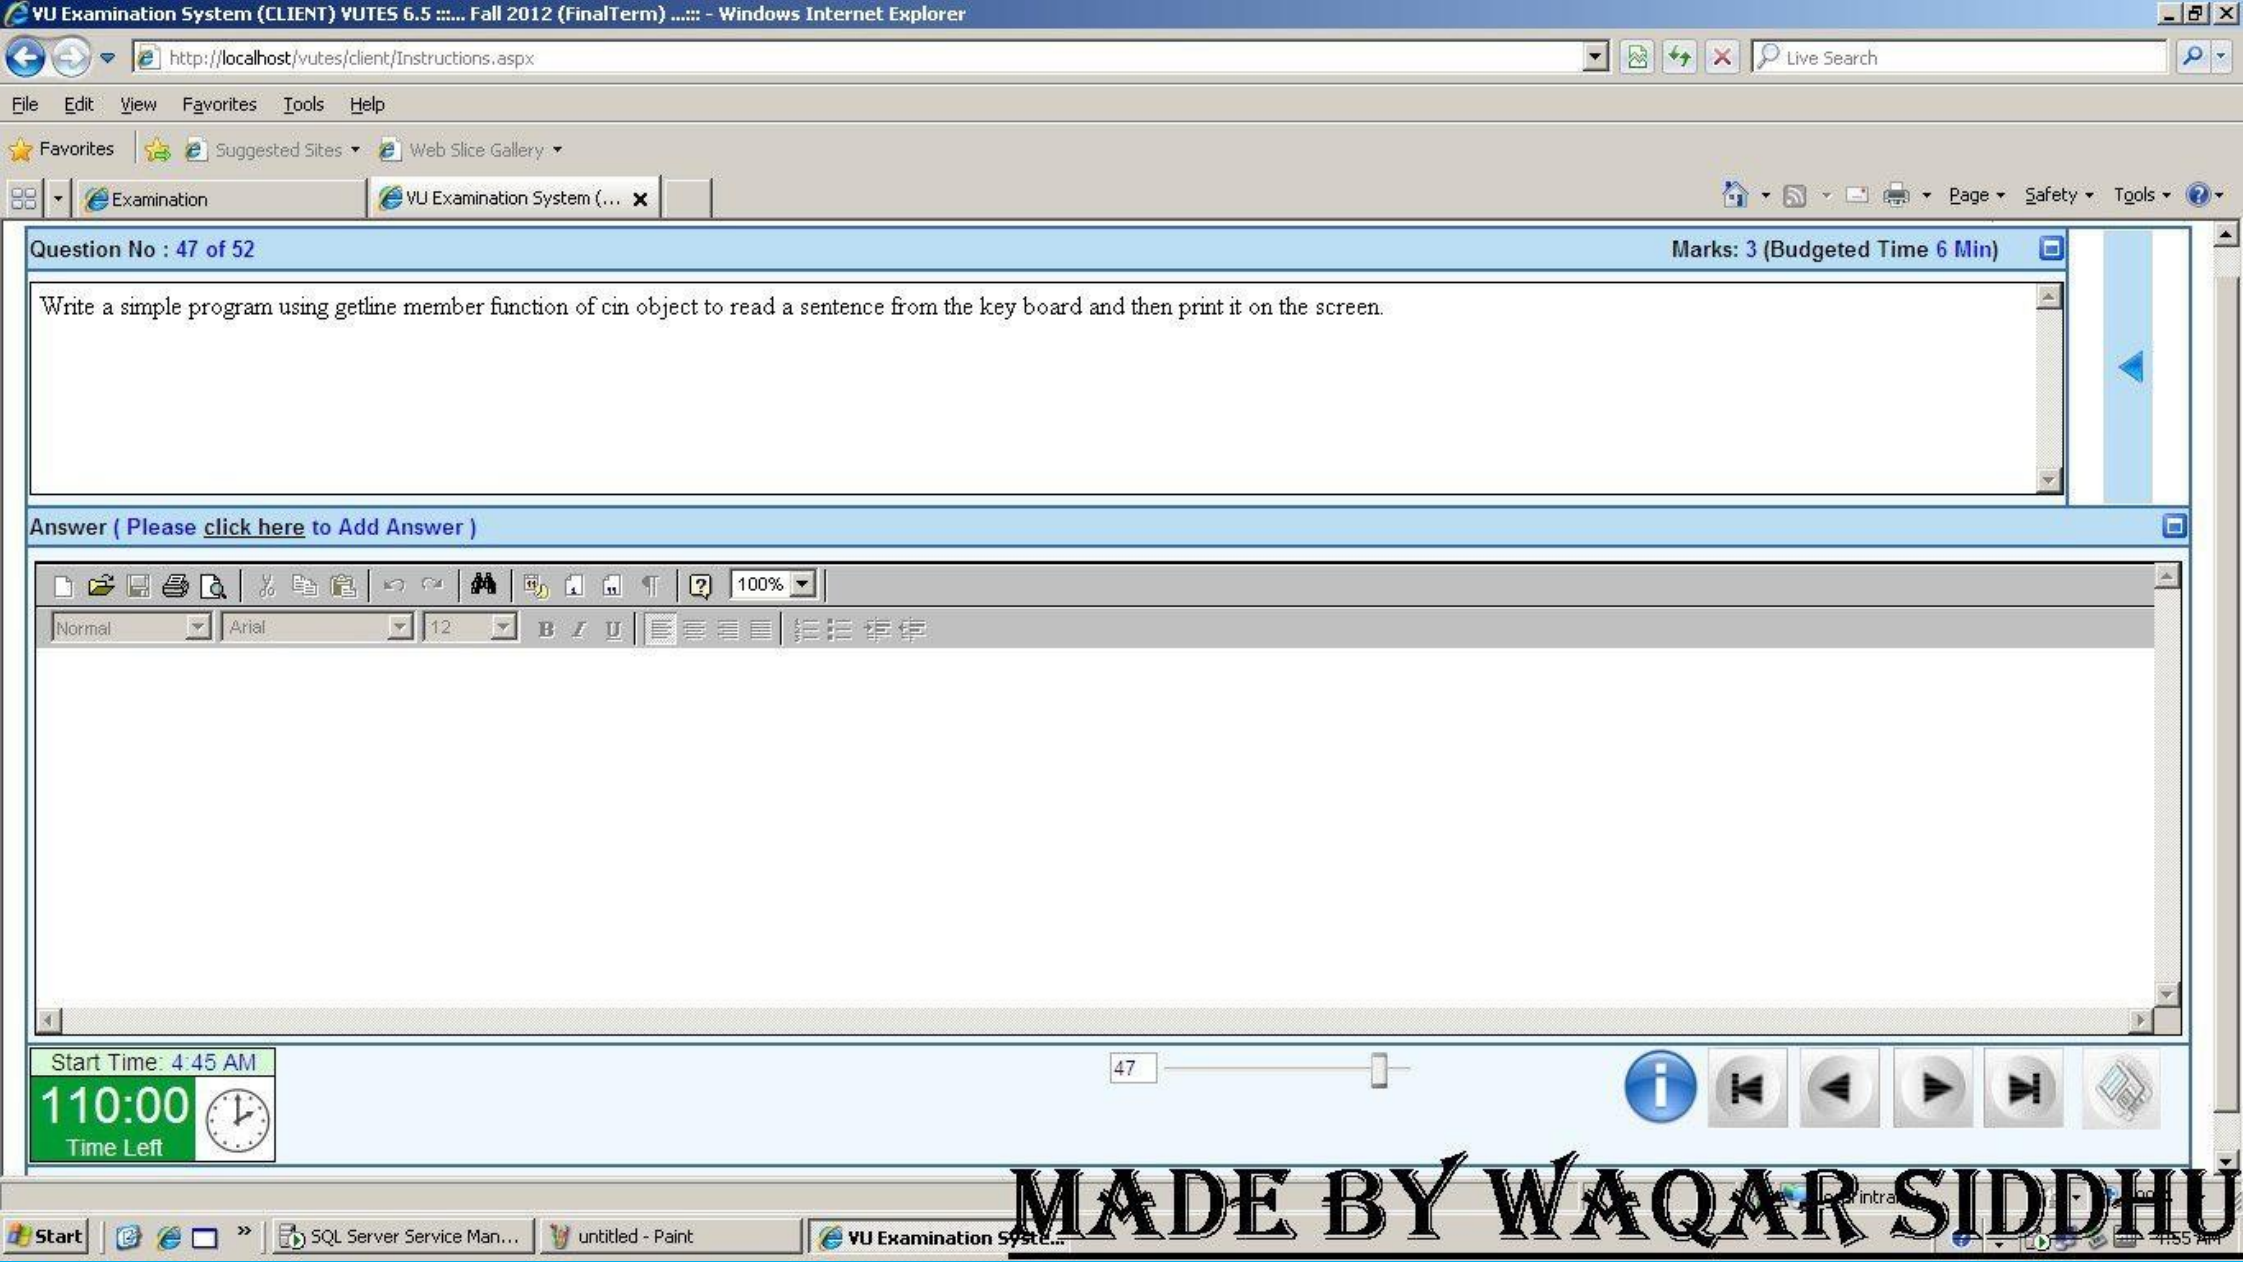 VU Examination System (CLIENT) VUTES 6.5 :::... Fall 2012 (FinalTerm) ...::: - Windows Internet Explorer
http://localhost/vutes/client/Instructions.aspx
Live Search
File Edit View Favorites Tools Help
Favorites Suggested Sites Web Slice Gallery
Examination
VU Examination System (...
Page Safety Tools
Question No : 47 of 52
Marks: 3 (Budgeted Time 6 Min)
Write a simple program using getline member function of cin object to read a sentence from the key board and then print it on the screen.
Answer ( Please click here to Add Answer )
100%
Normal Arial 12 B I U
Start Time: 4:45 AM
110:00
Time Left
47
MADE BY WAQAR SIDDHU
Start
SQL Server Service Man...
untitled - Paint
VU Examination Syste...
4:55 AM